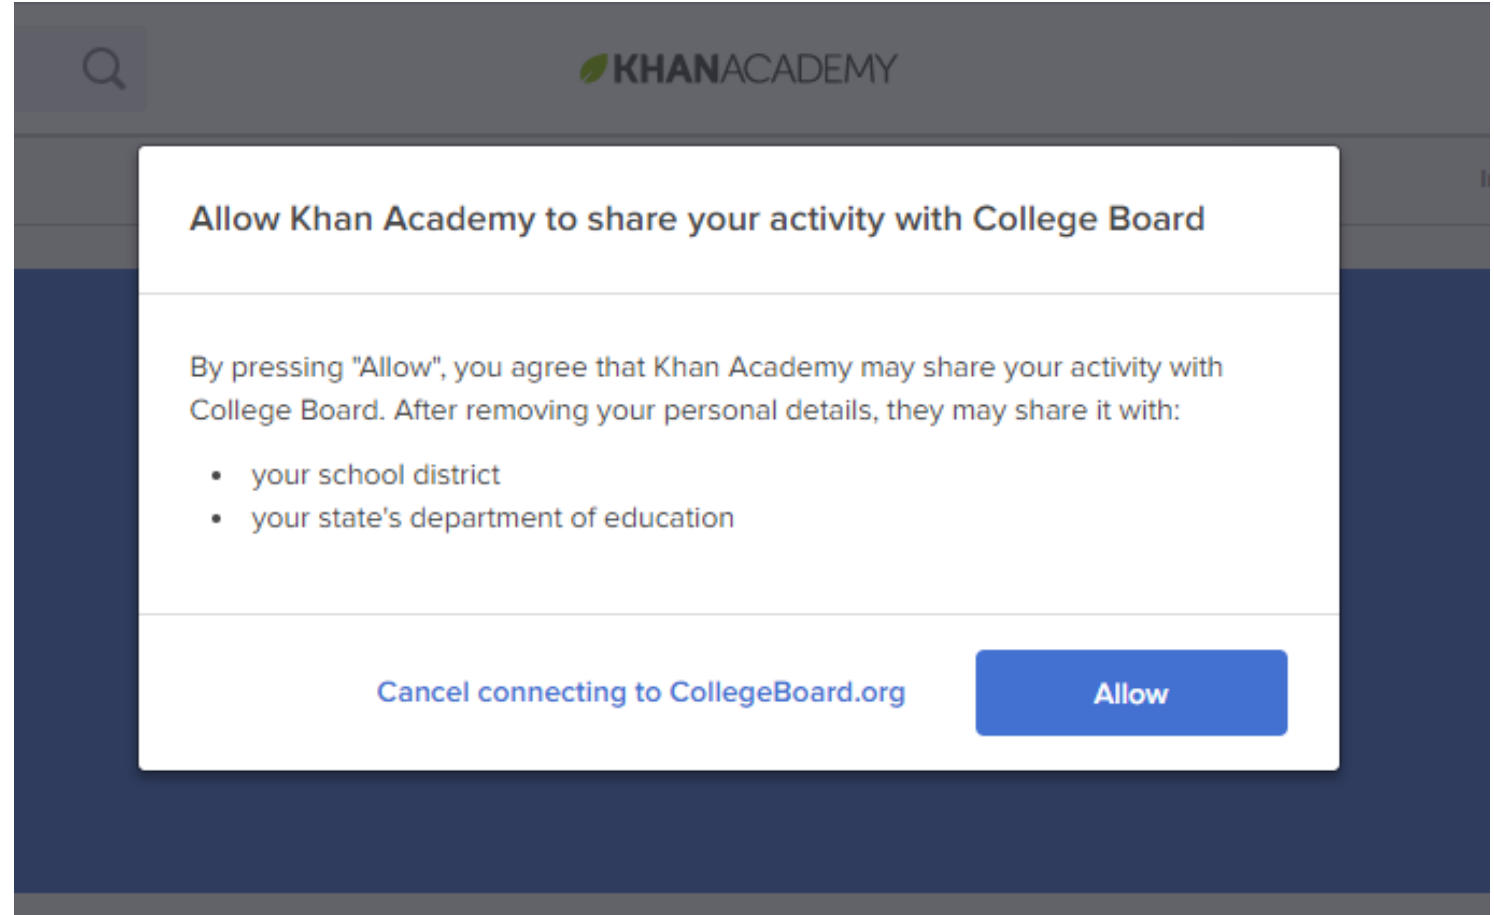 KHANACADEMY
Allow Khan Academy to share your activity with College Board
By pressing "Allow", you agree that Khan Academy may share your activity with
College Board. After removing your personal details, they may share it with:
• your school district
• your state's department of education
Cancel connecting to CollegeBoard.org
Allow